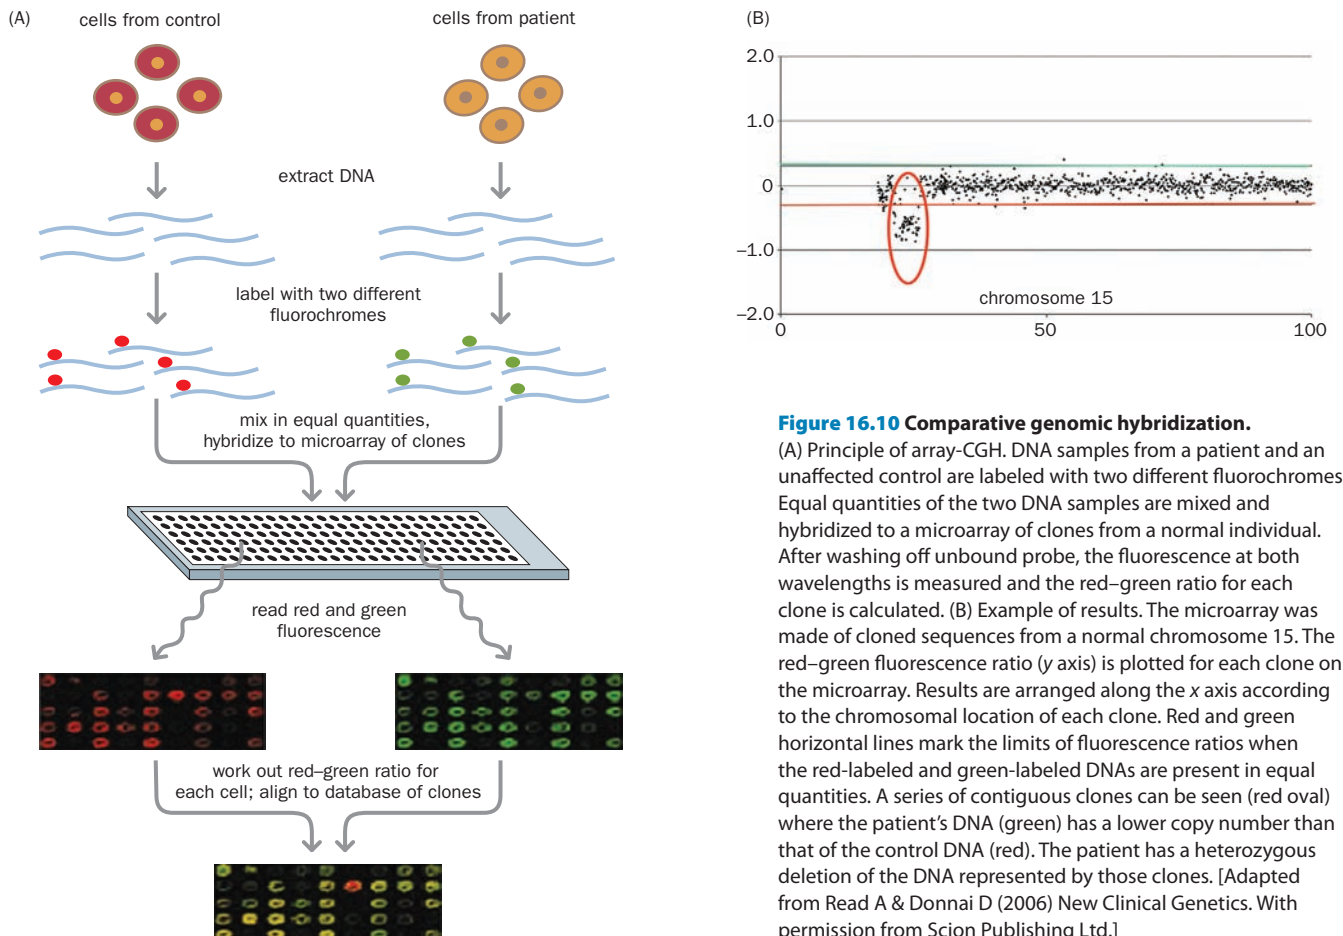 (A)
cells from control
cells from patient
extract DNA
label with two different
fluorochromes
mix in equal quantities,
hybridize to microarray of clones
read red and green
fluorescence
work out red–green ratio for
each cell; align to database of clones
(B)
2.0
1.0
0
–1.0
–2.0
chromosome 15
0
50
100
Figure 16.10 Comparative genomic hybridization.
(A) Principle of array-CGH. DNA samples from a patient and an
unaffected control are labeled with two different fluorochromes
Equal quantities of the two DNA samples are mixed and
hybridized to a microarray of clones from a normal individual.
After washing off unbound probe, the fluorescence at both
wavelengths is measured and the red–green ratio for each
clone is calculated. (B) Example of results. The microarray was
made of cloned sequences from a normal chromosome 15. The
red–green fluorescence ratio (y axis) is plotted for each clone on
the microarray. Results are arranged along the x axis according
to the chromosomal location of each clone. Red and green
horizontal lines mark the limits of fluorescence ratios when
the red-labeled and green-labeled DNAs are present in equal
quantities. A series of contiguous clones can be seen (red oval)
where the patient's DNA (green) has a lower copy number than
that of the control DNA (red). The patient has a heterozygous
deletion of the DNA represented by those clones. [Adapted
from Read A & Donnai D (2006) New Clinical Genetics. With
permission from Scion Publishing Ltd.]